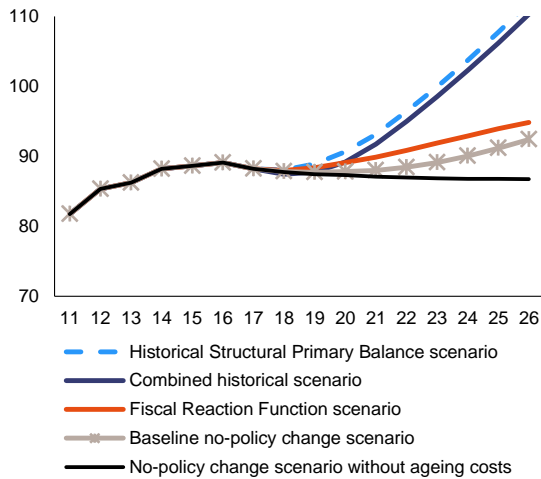 110
100
90
80
70
11 12 13 14 15 16 17 18 19 20 21 22 23 24 25 26
Historical Structural Primary Balance scenario
Combined historical scenario
Fiscal Reaction Function scenario
Baseline no-policy change scenario
No-policy change scenario without ageing costs